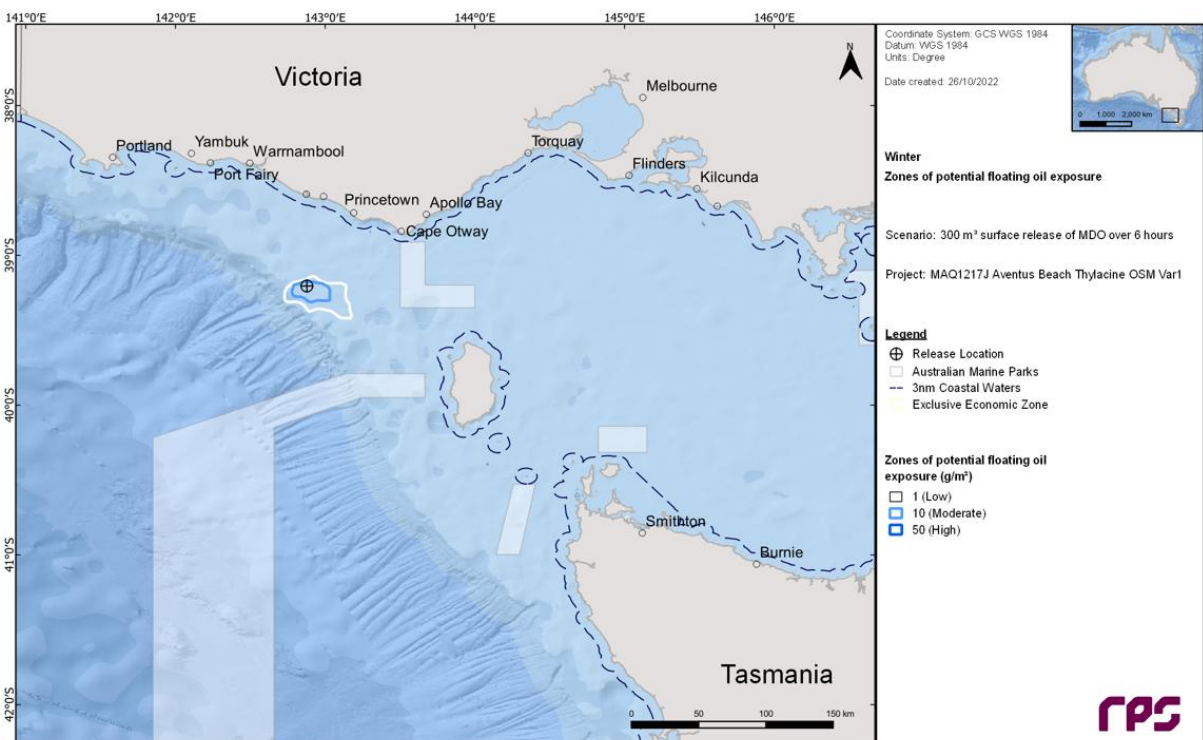 141°0'E 142°0'E 143°0'E 144°0'E 145°0'E 146°0'E
38°0'S
39°0'S
40°0'S
41°0'S
42°0'S
Victoria
N
Melbourne
Portland
Yambuk
Warrnambool
Port Fairy
Torquay
Flinders
Kilcunda
Princetown
Apollo Bay
Cape Otway
Smithton
Burnie
Tasmania
0 50 100 150 km
Coordinate System: GCS WGS 1984
Datum: WGS 1984
Units: Degree
Date created: 26/10/2022
0 1,000 2,000 km
Winter
Zones of potential floating oil exposure
Scenario: 300 m³ surface release of MDO over 6 hours
Project: MAQ1217J Aventus Beach Thylacine OSM Var1
Legend
Release Location
Australian Marine Parks
3nm Coastal Waters
Exclusive Economic Zone
Zones of potential floating oil
exposure (g/m²)
1 (Low)
10 (Moderate)
50 (High)
rps